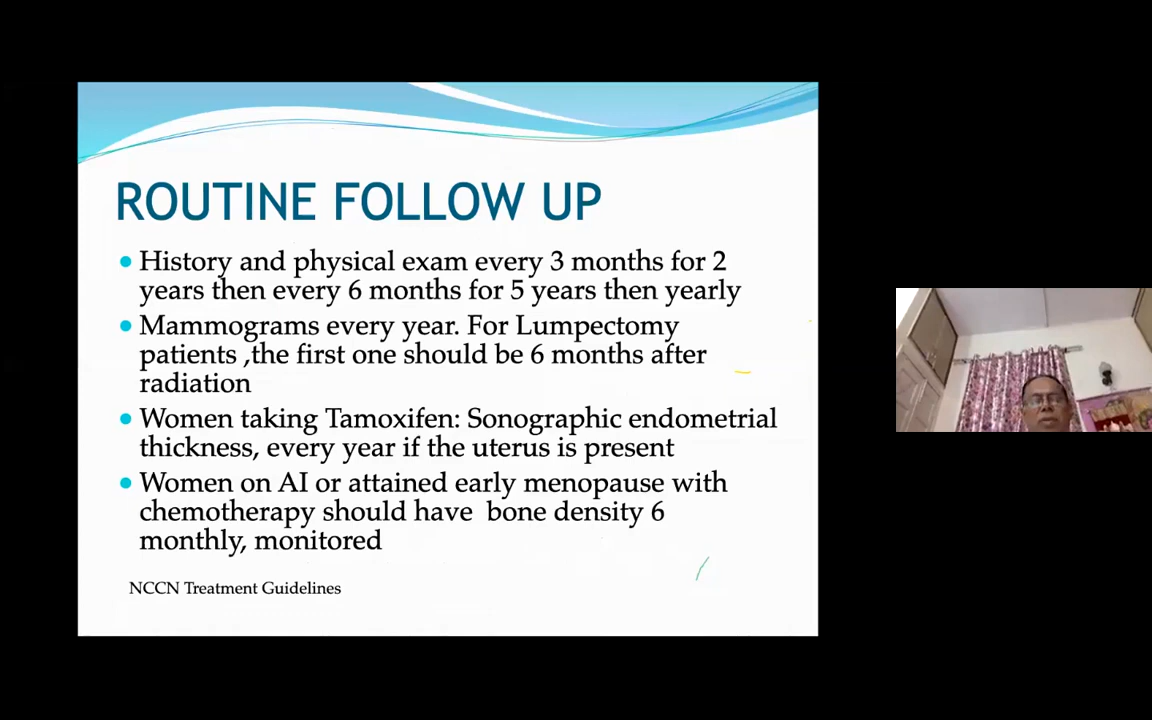 ROUTINE FOLLOW UP
• History and physical exam every 3 months for 2
years then every 6 months for 5 years then yearly
• Mammograms every year. For Lumpectomy
patients ,the first one should be 6 months after
radiation
• Women taking Tamoxifen: Sonographic endometrial
thickness, every year if the uterus is present
• Women on AI or attained early menopause with
chemotherapy should have  bone density 6
monthly, monitored
NCCN Treatment Guidelines